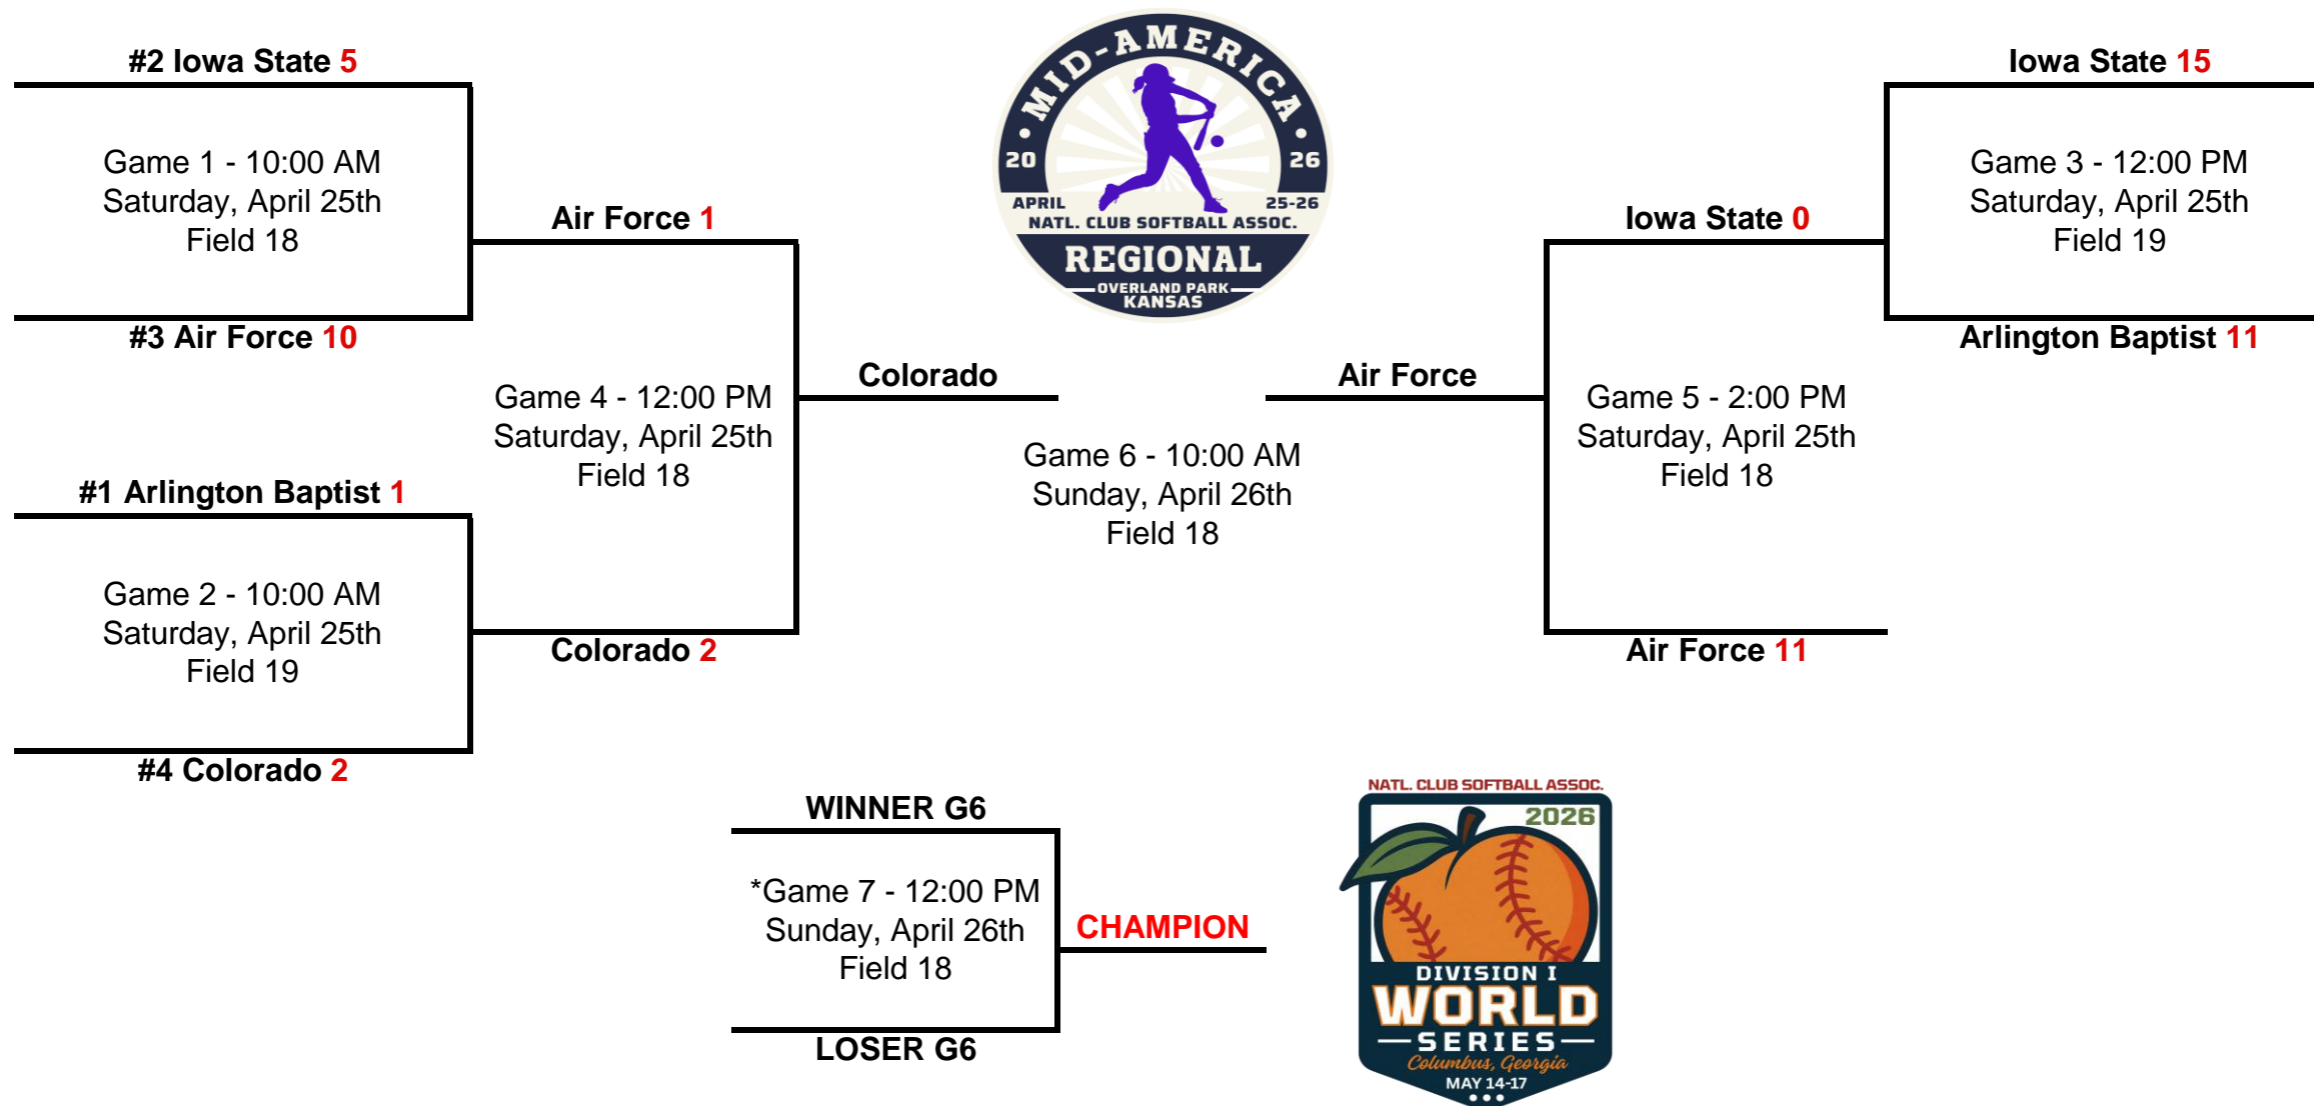 #2 Iowa State 5
Game 1 - 10:00 AM
Saturday, April 25th
Field 18
#3 Air Force 10
#1 Arlington Baptist 1
Game 2 - 10:00 AM
Saturday, April 25th
Field 19
#4 Colorado 2
Air Force 1
Game 4 - 12:00 PM
Saturday, April 25th
Field 18
Colorado 2
Colorado
MID-AMERICA
20 26
APRIL 25-26
NATL. CLUB SOFTBALL ASSOC.
REGIONAL
OVERLAND PARK
KANSAS
Game 6 - 10:00 AM
Sunday, April 26th
Field 18
Air Force
Iowa State 0
Game 5 - 2:00 PM
Saturday, April 25th
Field 18
Air Force 11
Iowa State 15
Game 3 - 12:00 PM
Saturday, April 25th
Field 19
Arlington Baptist 11
WINNER G6
*Game 7 - 12:00 PM
Sunday, April 26th
Field 18
LOSER G6
CHAMPION
NATL. CLUB SOFTBALL ASSOC.
2026
DIVISION I
WORLD
SERIES
Columbus, Georgia
MAY 14-17